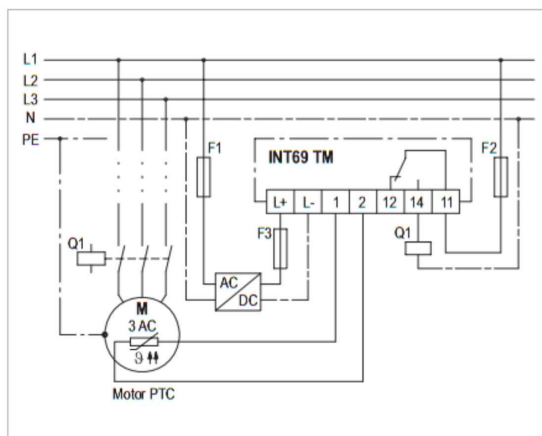 L1
L2
L3
N
PE
F1
INT69 TM
F2
L+ L- 1 2 12 14 11
F3
Q1
Q1
AC
DC
M
3 AC
ϑ
Motor PTC